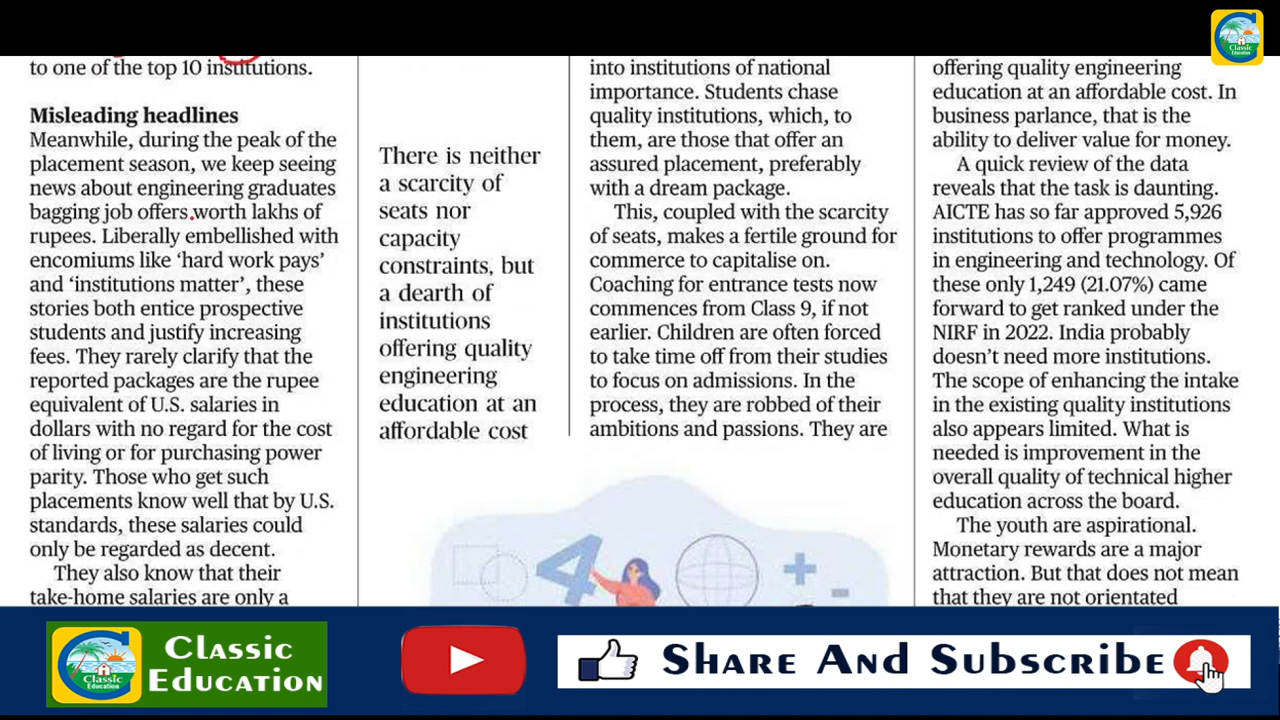 to one of the top 10 institutions.
Misleading headlines
Meanwhile, during the peak of the
placement season, we keep seeing
news about engineering graduates
bagging job offers worth lakhs of
rupees. Liberally embellished with
encomiums like ‘hard work pays’
and ‘institutions matter’, these
stories both entice prospective
students and justify increasing
fees. They rarely clarify that the
reported packages are the rupee
equivalent of U.S. salaries in
dollars with no regard for the cost
of living or for purchasing power
parity. Those who get such
placements know well that by U.S.
standards, these salaries could
only be regarded as decent.
They also know that their
take-home salaries are only a
There is neither
a scarcity of
seats nor
capacity
constraints, but
a dearth of
institutions
offering quality
engineering
education at an
affordable cost
into institutions of national
importance. Students chase
quality institutions, which, to
them, are those that offer an
assured placement, preferably
with a dream package.
This, coupled with the scarcity
of seats, makes a fertile ground for
commerce to capitalise on.
Coaching for entrance tests now
commences from Class 9, if not
earlier. Children are often forced
to take time off from their studies
to focus on admissions. In the
process, they are robbed of their
ambitions and passions. They are
4
offering quality engineering
education at an affordable cost. In
business parlance, that is the
ability to deliver value for money.
A quick review of the data
reveals that the task is daunting.
AICTE has so far approved 5,926
institutions to offer programmes
in engineering and technology. Of
these only 1,249 (21.07%) came
forward to get ranked under the
NIRF in 2022. India probably
doesn’t need more institutions.
The scope of enhancing the intake
in the existing quality institutions
also appears limited. What is
needed is improvement in the
overall quality of technical higher
education across the board.
The youth are aspirational.
Monetary rewards are a major
attraction. But that does not mean
that they are not orientated
Classic
Education
Classic
Education
Classic
Education
Share And Subscribe